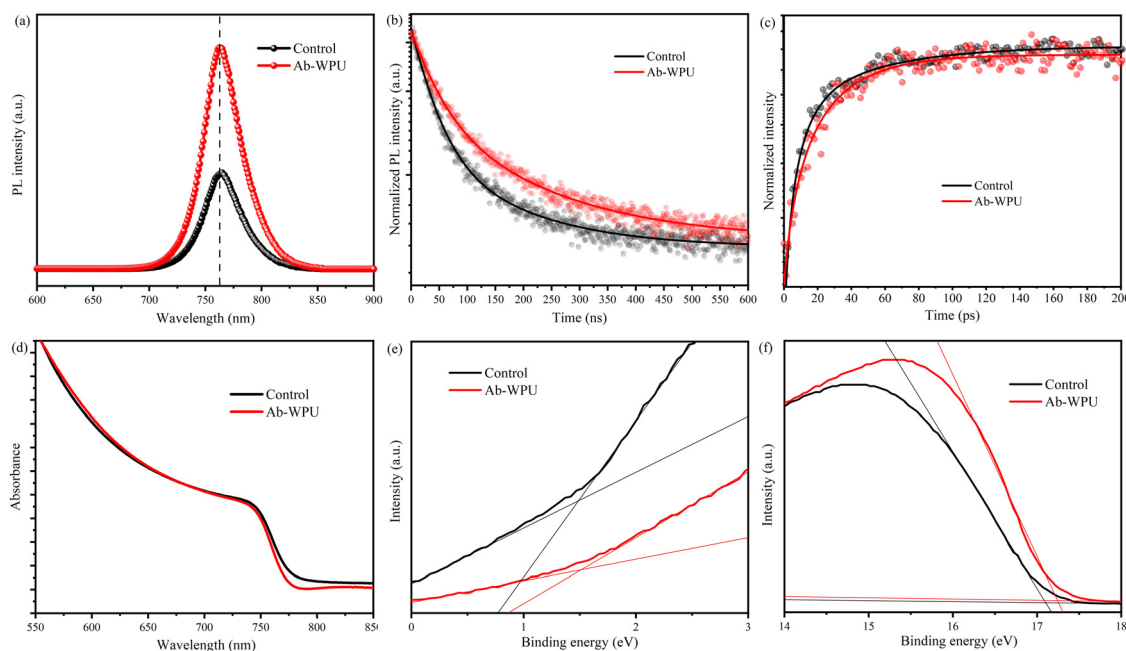 (a)
Control
Ab-WPU
PL intensity (a.u.)
600 650 700 750 800 850 900
Wavelength (nm)
(b)
Control
Ab-WPU
Normalized PL intensity (a.u.)
0 50 100 150 200 250 300 350 400 450 500 550 600
Time (ns)
(c)
Control
Ab-WPU
Normalized intensity
0 20 40 60 80 100 120 140 160 180 200
Time (ps)
(d)
Control
Ab-WPU
Absorbance
550 600 650 700 750 800 850
Wavelength (nm)
(e)
Control
Ab-WPU
Intensity (a.u.)
0 1 2 3
Binding energy (eV)
(f)
Control
Ab-WPU
Intensity (a.u.)
14 15 16 17 18
Binding energy (eV)